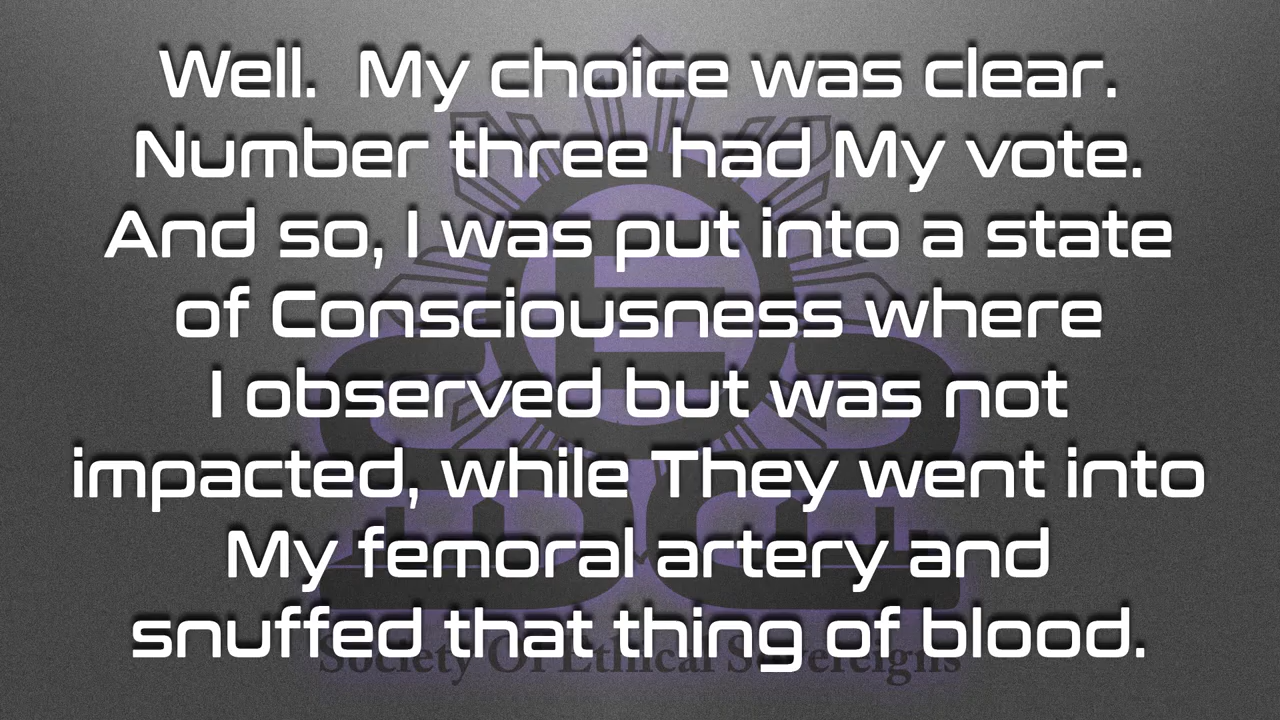 Well.  My choice was clear.
Number three had My vote.
And so, I was put into a state
of Consciousness where
I observed but was not
impacted, while They went into
My femoral artery and
snuffed that thing of blood.
Society Of Ethical Sovereigns